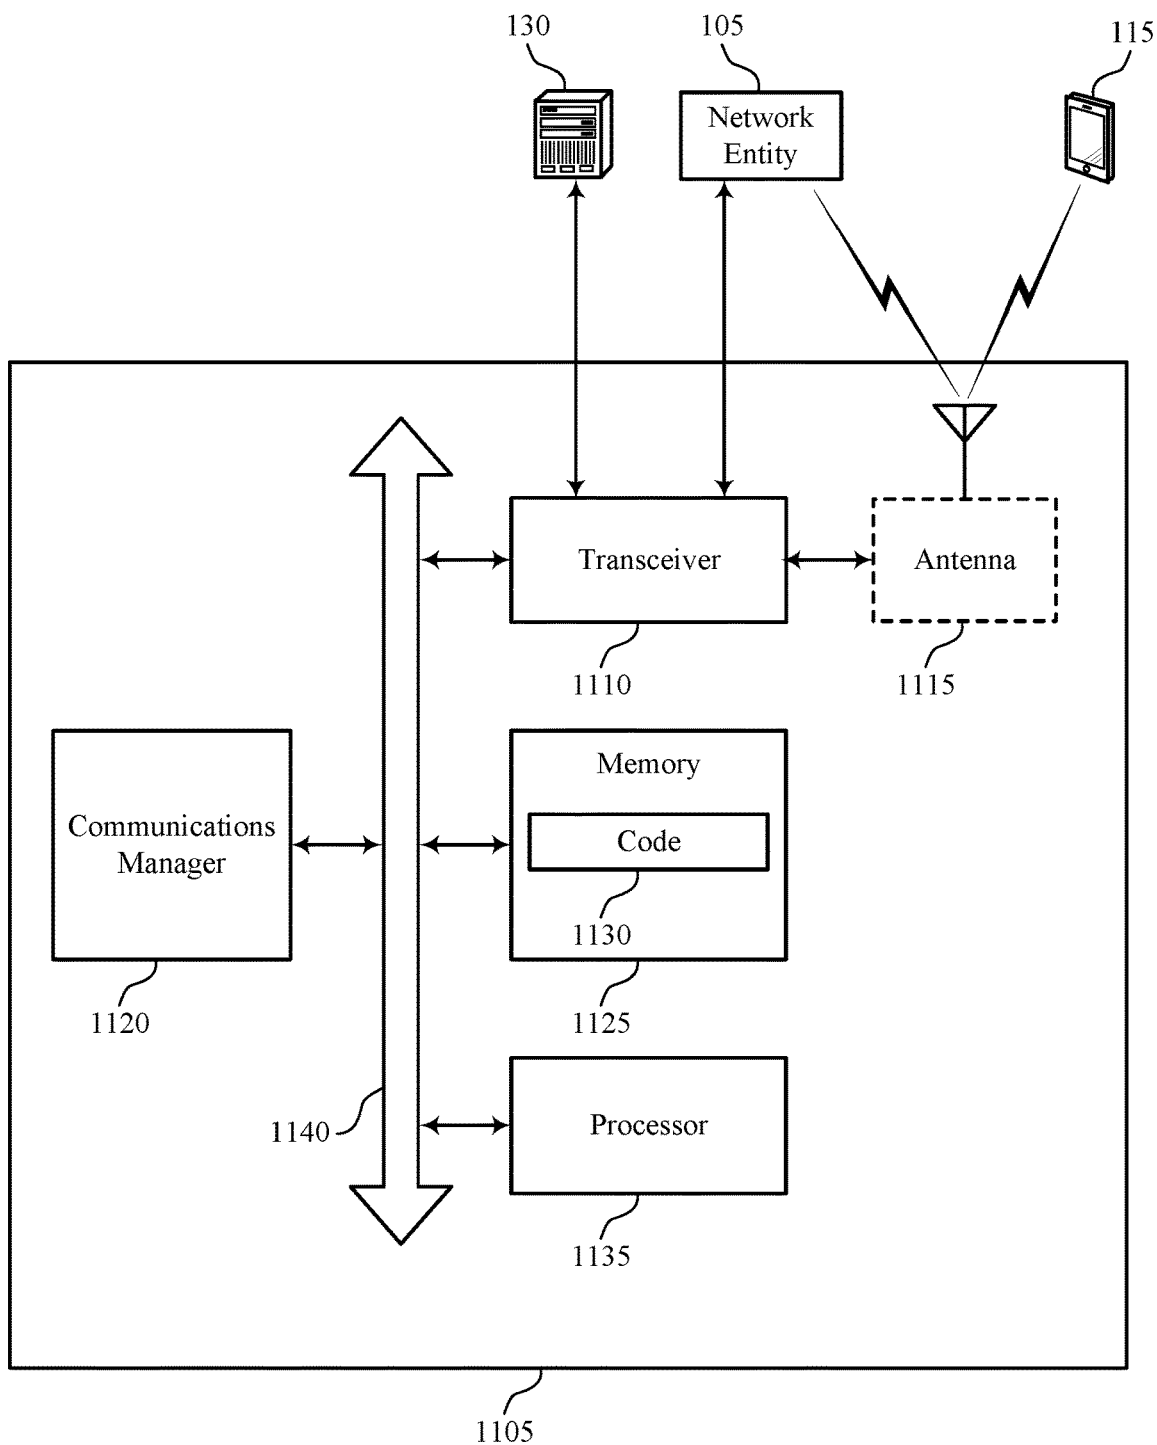 130
105
115
Network
Entity
Transceiver
Antenna
1110
1115
Memory
Communications
Manager
Code
1130
1120
1125
1140
Processor
1135
1105